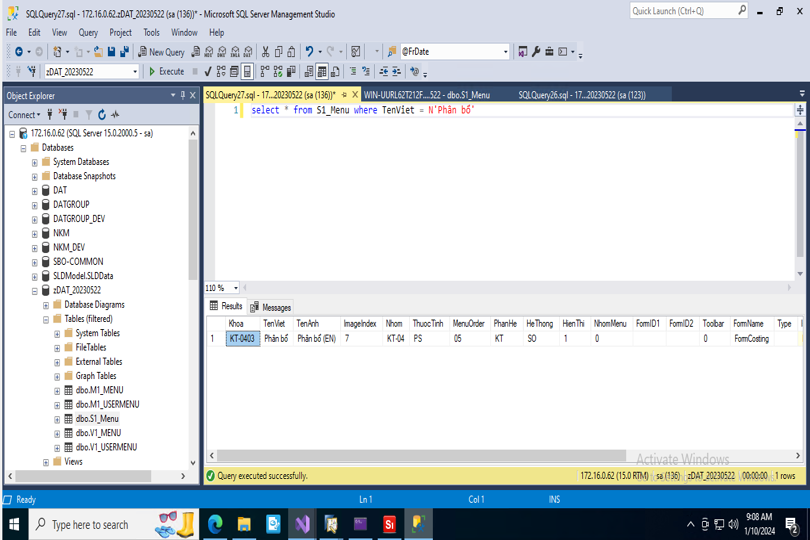 SQLQuery27.sql - 172.16.0.62.zDAT_20230522 (sa (136))* - Microsoft SQL Server Management Studio
Quick Launch (Ctrl+Q)
File Edit View Query Project Tools Window Help
New Query
@FrDate
zDAT_20230522
Execute
Object Explorer
SQLQuery27.sql - 17...20230522 (sa (136))*
WIN-UURL62T212F....522 - dbo.S1_Menu
SQLQuery26.sql - 17...20230522 (sa (123))
Connect
172.16.0.62 (SQL Server 15.0.2000.5 - sa)
Databases
System Databases
Database Snapshots
DAT
DATGROUP
DATGROUP_DEV
NKM
NKM_DEV
SBO-COMMON
SLDModel.SLDData
zDAT_20230522
Database Diagrams
Tables (filtered)
System Tables
FileTables
External Tables
Graph Tables
dbo.M1_MENU
dbo.M1_USERMENU
dbo.S1_Menu
dbo.V1_MENU
dbo.V1_USERMENU
Views
1 select * from S1_Menu where TenViet = N'Phân bổ'
110 %
Results Messages
Khoa TenViet TenAnh ImageIndex Nhom ThuocTinh MenuOrder PhanHe HeThong HienThi NhomMenu FormID1 FormID2 Toolbar FormName Type
1 KT-0403 Phân bổ Phân bổ (EN) 7 KT-04 PS 05 KT SO 1 0 0 FormCosting
Activate Windows
Query executed successfully.
172.16.0.62 (15.0 RTM) sa (136) zDAT_20230522 00:00:00 1 rows
Ready Ln 1 Col 1 INS
Type here to search
9:08 AM
1/10/2024
2